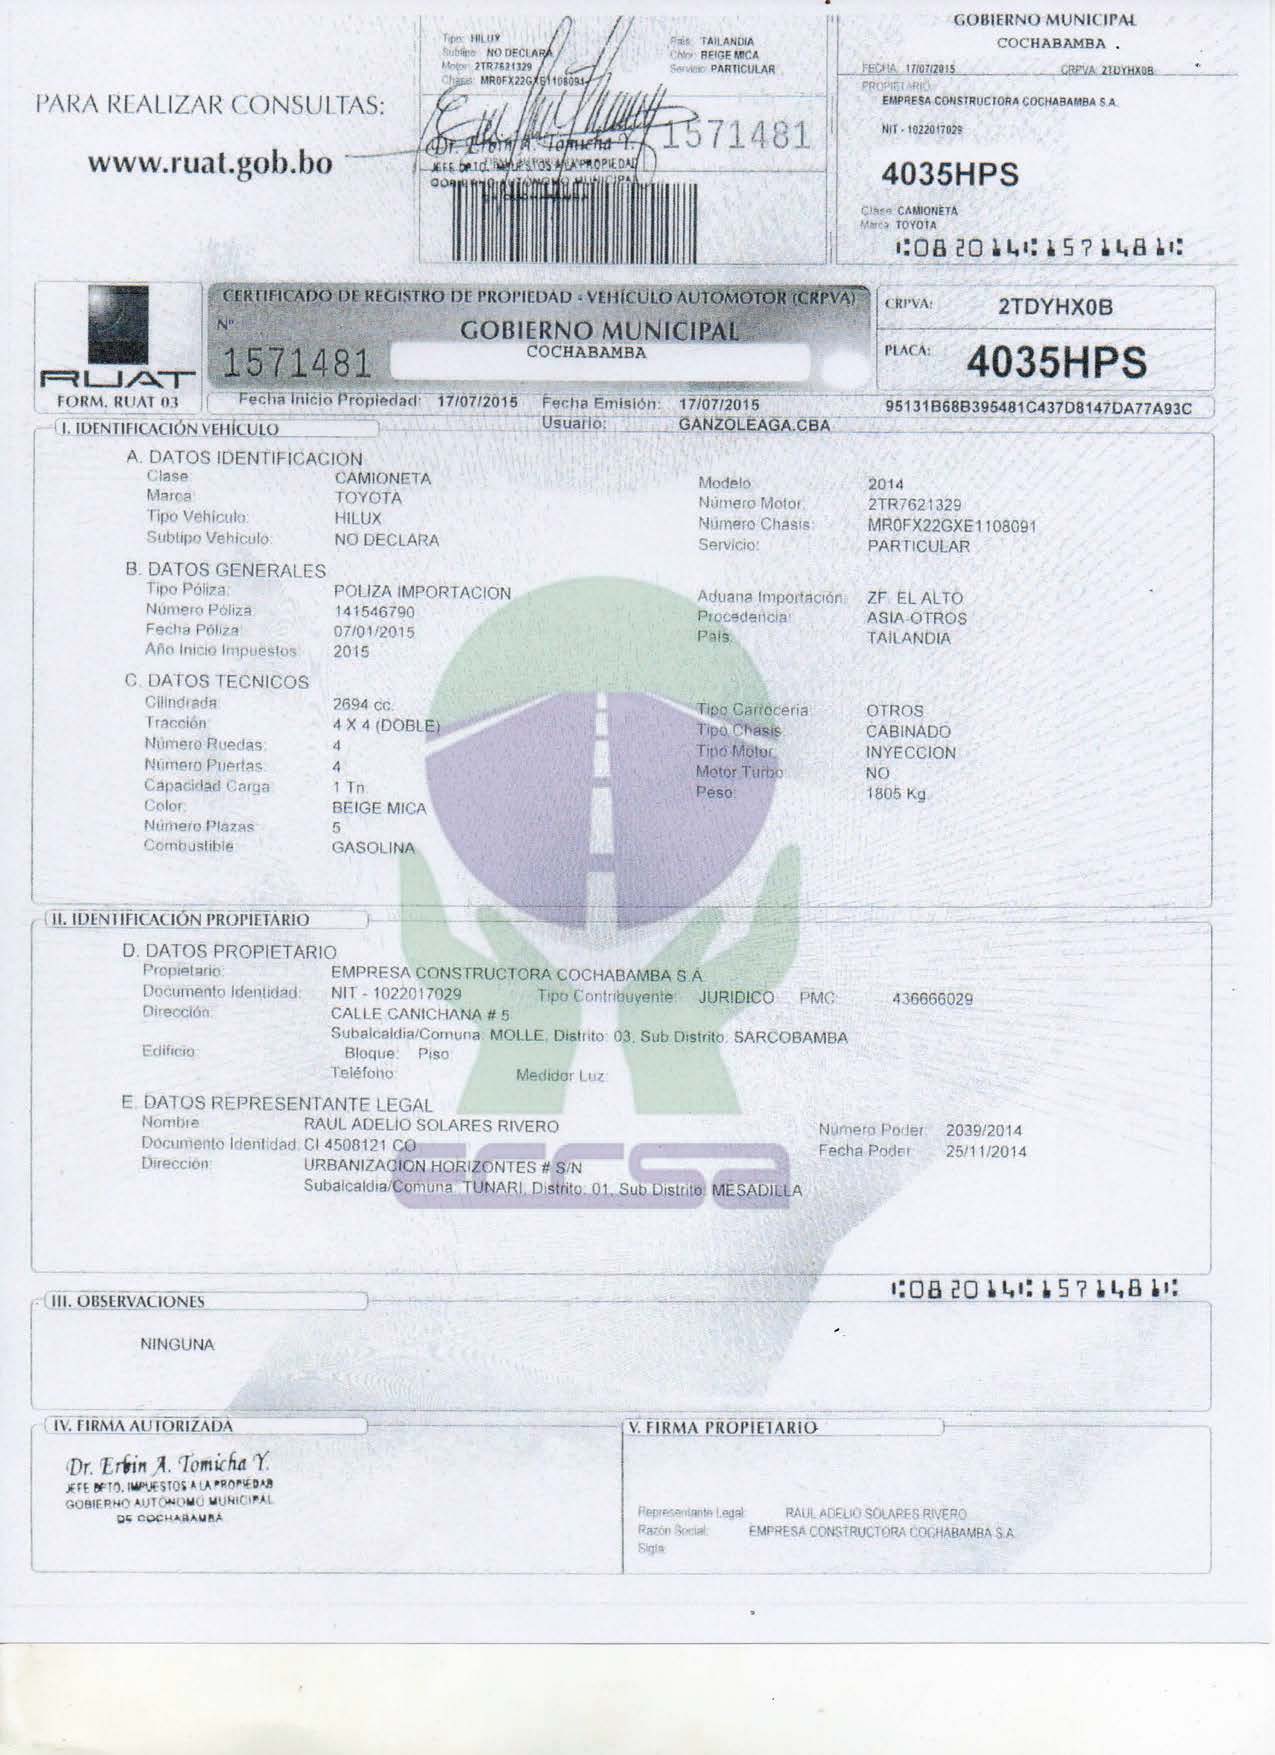 Tipo: HILUX
Subtipo: NO DECLARA
Motor: 2TR7621329
Chasis: MR0FX22GXE1108091
País: TAILANDIA
Color: BEIGE MICA
Servicio: PARTICULAR
GOBIERNO MUNICIPAL
COCHABAMBA
FECHA: 17/07/2015 CRPVA: 2TDYHX0B
PROPIETARIO:
EMPRESA CONSTRUCTORA COCHABAMBA S.A.
NIT - 1022017029
4035HPS
Clase: CAMIONETA
Marca: TOYOTA
082014 1571481
PARA REALIZAR CONSULTAS:
www.ruat.gob.bo
1571481
Dr. Erbin A. Tomicha Y.
JEFE DPTO. IMPUESTOS A LA PROPIEDAD
GOBIERNO AUTONOMO MUNICIPAL
DE COCHABAMBA
RUAT
FORM. RUAT 03
CERTIFICADO DE REGISTRO DE PROPIEDAD - VEHÍCULO AUTOMOTOR (CRPVA)
Nº
1571481
GOBIERNO MUNICIPAL
COCHABAMBA
CRPVA: 2TDYHX0B
PLACA: 4035HPS
Fecha Inicio Propiedad: 17/07/2015 Fecha Emisión: 17/07/2015 95131B68B395481C437D8147DA77A93C
Usuario: GANZOLEAGA.CBA
I. IDENTIFICACIÓN VEHÍCULO
A. DATOS IDENTIFICACION
Clase: CAMIONETA Modelo: 2014
Marca: TOYOTA Número Motor: 2TR7621329
Tipo Vehículo: HILUX Número Chasis: MR0FX22GXE1108091
Subtipo Vehículo: NO DECLARA Servicio: PARTICULAR
B. DATOS GENERALES
Tipo Póliza: POLIZA IMPORTACION Aduana Importación: ZF. EL ALTO
Número Póliza: 141546790 Procedencia: ASIA-OTROS
Fecha Póliza: 07/01/2015 País: TAILANDIA
Año Inicio Impuestos: 2015
C. DATOS TECNICOS
Cilindrada: 2694 cc. Tipo Carrocería: OTROS
Tracción: 4 X 4 (DOBLE) Tipo Chasis: CABINADO
Número Ruedas: 4 Tipo Motor: INYECCION
Número Puertas: 4 Motor Turbo: NO
Capacidad Carga: 1 Tn. Peso: 1805 Kg.
Color: BEIGE MICA
Número Plazas: 5
Combustible: GASOLINA
II. IDENTIFICACIÓN PROPIETARIO
D. DATOS PROPIETARIO
Propietario: EMPRESA CONSTRUCTORA COCHABAMBA S.A.
Documento Identidad: NIT - 1022017029 Tipo Contribuyente: JURIDICO PMC: 436666029
Dirección: CALLE CANICHANA # 5
Subalcaldía/Comuna: MOLLE, Distrito: 03, Sub Distrito: SARCOBAMBA
Edificio: Bloque: Piso:
Teléfono: Medidor Luz:
E. DATOS REPRESENTANTE LEGAL
Nombre: RAUL ADELIO SOLARES RIVERO Número Poder: 2039/2014
Documento Identidad: CI 4508121 CO Fecha Poder: 25/11/2014
Dirección: URBANIZACION HORIZONTES # S/N
Subalcaldía/Comuna: TUNARI, Distrito: 01, Sub Distrito: MESADILLA
eccsa
082014 1571481
III. OBSERVACIONES
NINGUNA
IV. FIRMA AUTORIZADA
Dr. Erbin A. Tomicha Y.
JEFE DPTO. IMPUESTOS A LA PROPIEDAD
GOBIERNO AUTONOMO MUNICIPAL
DE COCHABAMBA
V. FIRMA PROPIETARIO
Representante Legal: RAUL ADELIO SOLARES RIVERO
Razón Social: EMPRESA CONSTRUCTORA COCHABAMBA S.A.
Sigla: